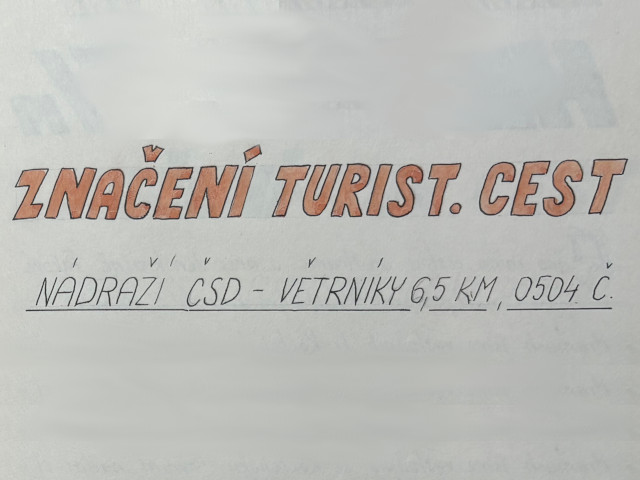 ZNAČENÍ TURIST. CEST
NÁDRAŽÍ ČSD - VĚTRNÍKY 6,5 KM, 0504 Č.